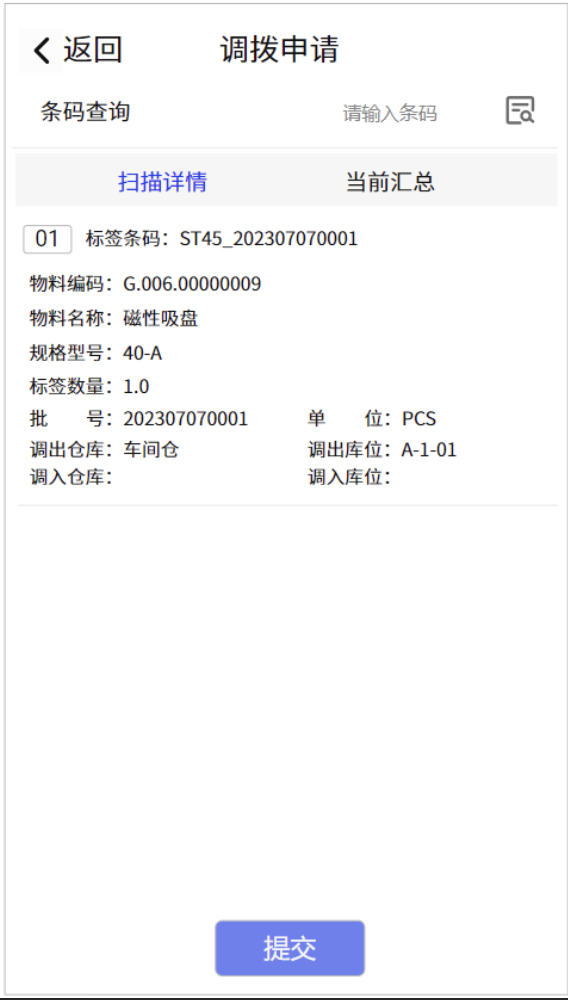 返回 调拨申请
条码查询 请输入条码
扫描详情 当前汇总
01 标签条码：ST45_202307070001
物料编码：G.006.00000009
物料名称：磁性吸盘
规格型号：40-A
标签数量：1.0
批 号：202307070001 单 位：PCS
调出仓库：车间仓 调出库位：A-1-01
调入仓库： 调入库位：
提交